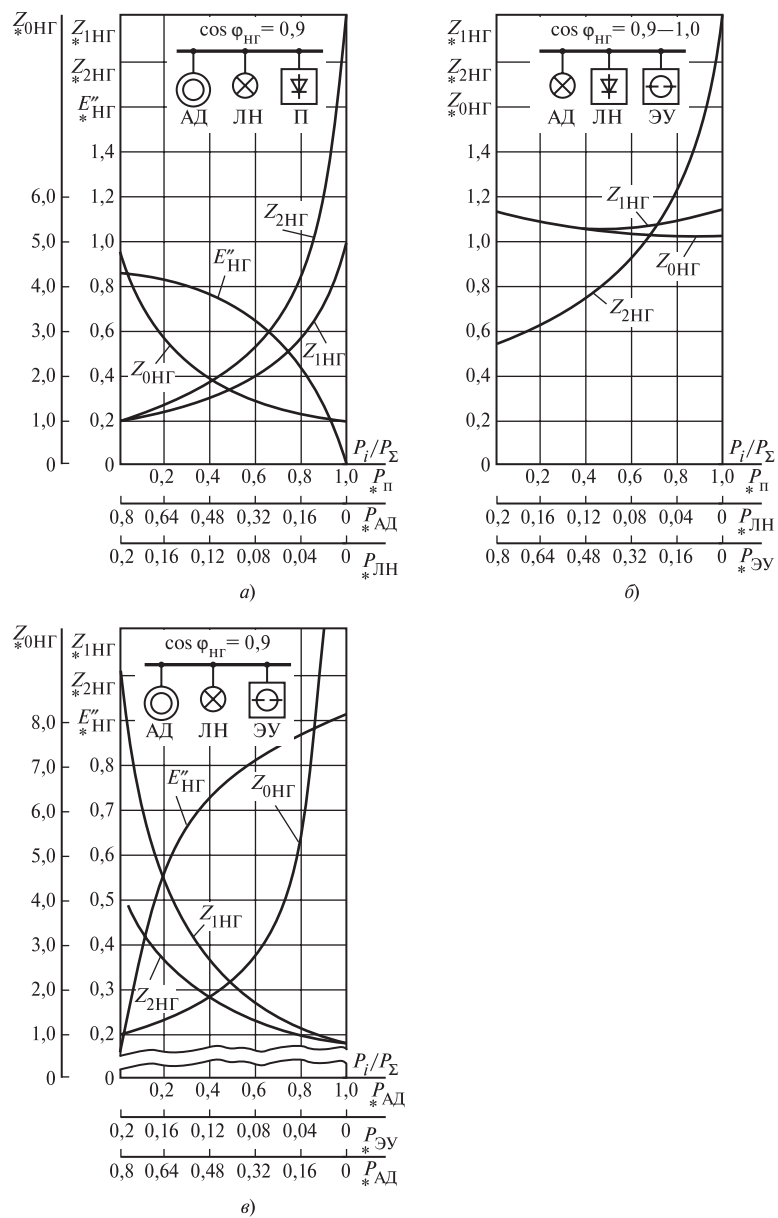 Z*0НГ
Z*1НГ
Z*2НГ
E″*НГ
cos φнг = 0,9
АД ЛН П
6,0
5,0
4,0
3,0
2,0
1,0
0
1,4
1,2
1,0
0,8
0,6
0,4
0,2
0
Z2НГ
E″НГ
Z0НГ
Z1НГ
Pi/PΣ
0,2 0,4 0,6 0,8 1,0 P*п
0,8 0,64 0,48 0,32 0,16 0 P*АД
0,2 0,16 0,12 0,08 0,04 0 P*ЛН
а)
Z*1НГ
Z*2НГ
Z*0НГ
cos φнг = 0,9—1,0
АД ЛН ЭУ
1,4
1,2
1,0
0,8
0,6
0,4
0,2
0
Z1НГ
Z0НГ
Z2НГ
Pi/PΣ
0,2 0,4 0,6 0,8 1,0 P*п
0,2 0,16 0,12 0,08 0,04 0 P*ЛН
0,8 0,64 0,48 0,32 0,16 0 P*ЭУ
б)
Z*0НГ
Z*1НГ
Z*2НГ
E″*НГ
cos φнг = 0,9
АД ЛН ЭУ
8,0
7,0
6,0
5,0
4,0
3,0
2,0
1,0
0
0,8
0,7
0,6
0,5
0,4
0,3
0,2
0
E″НГ
Z0НГ
Z1НГ
Z2НГ
Pi/PΣ
0,2 0,4 0,6 0,8 1,0 P*АД
0,2 0,16 0,12 0,08 0,04 0 P*ЭУ
0,8 0,64 0,48 0,32 0,16 0 P*АД
в)